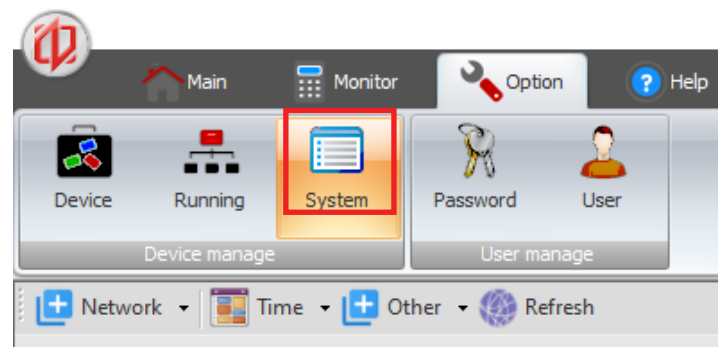 Main Monitor Option ? Help
Device Running System Password User
Device manage User manage
Network Time Other Refresh